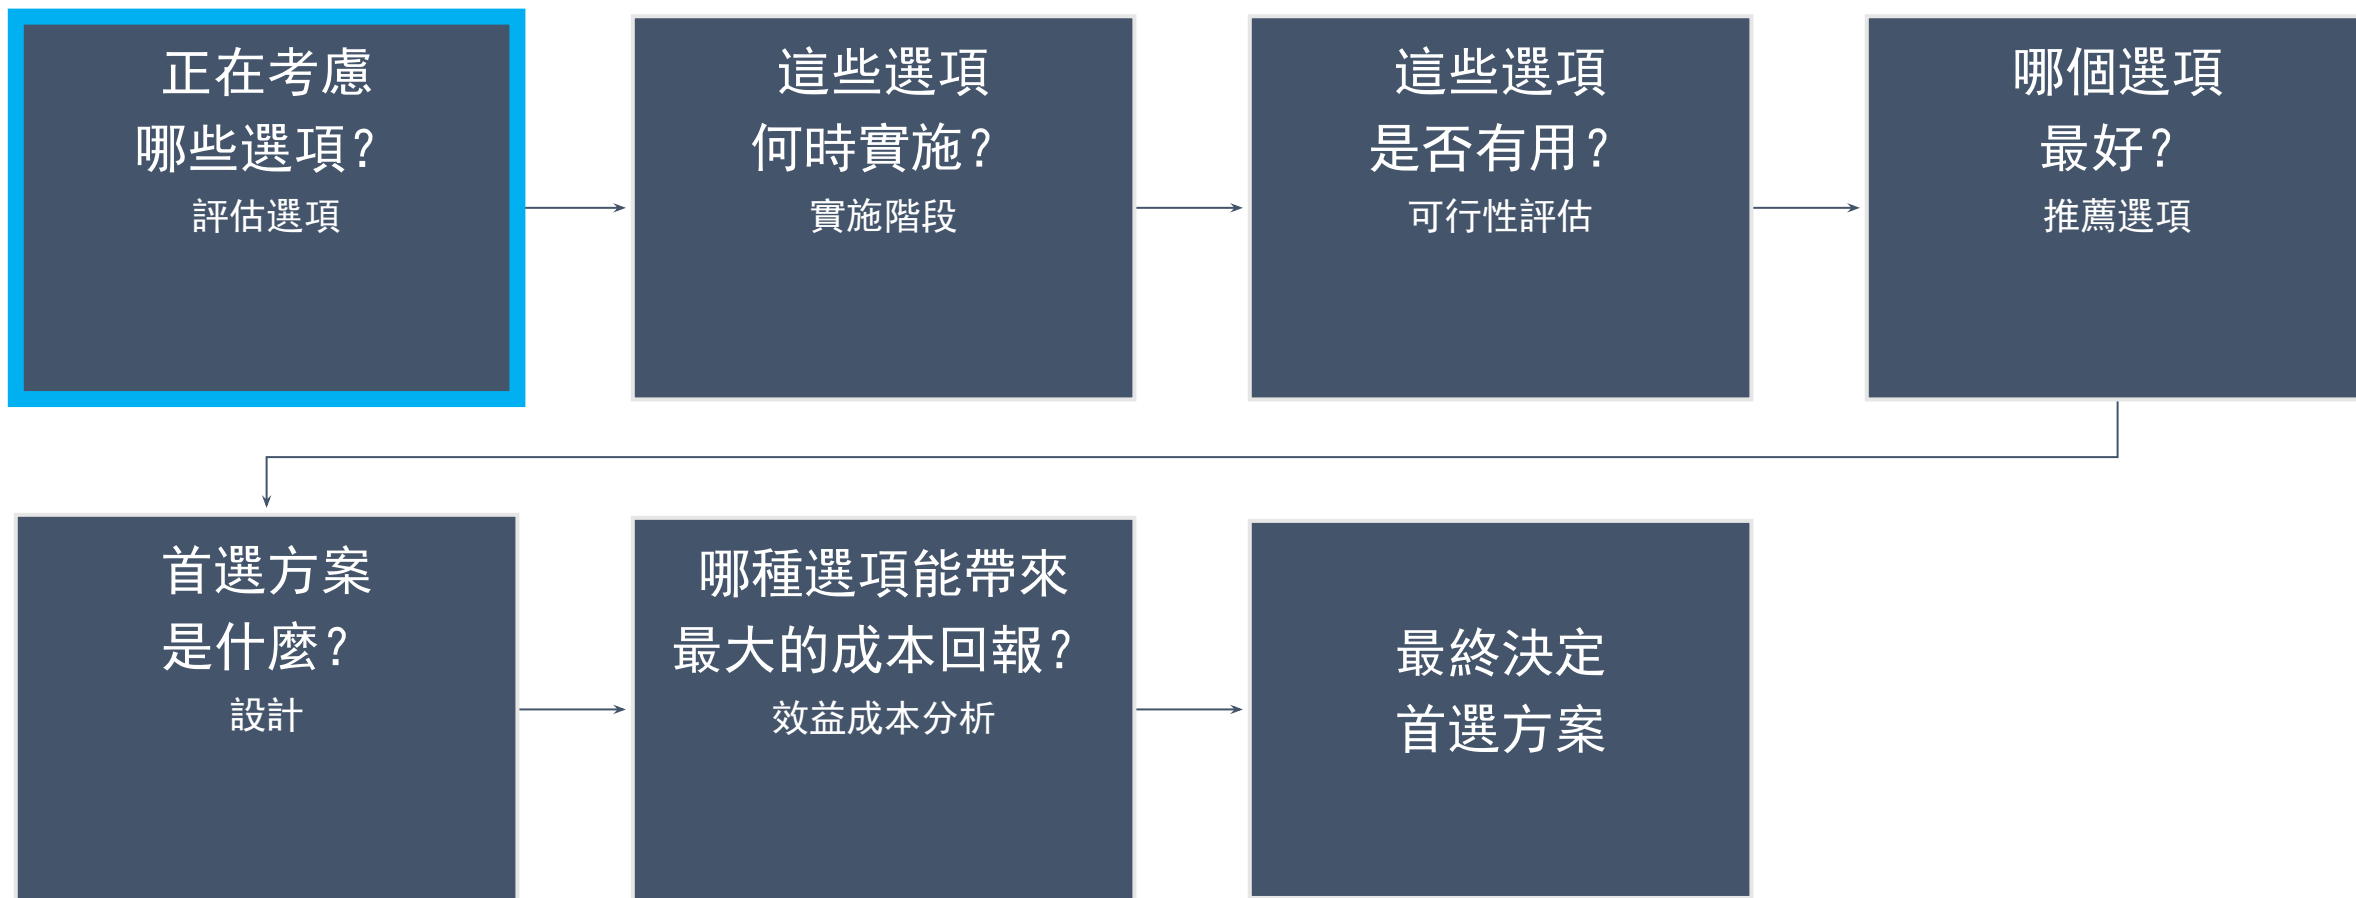 正在考慮
哪些選項?
評估選項
這些選項
何時實施?
實施階段
這些選項
是否有用?
可行性評估
哪個選項
最好?
推薦選項
首選方案
是什麼?
設計
哪種選項能帶來
最大的成本回報?
效益成本分析
最終決定
首選方案